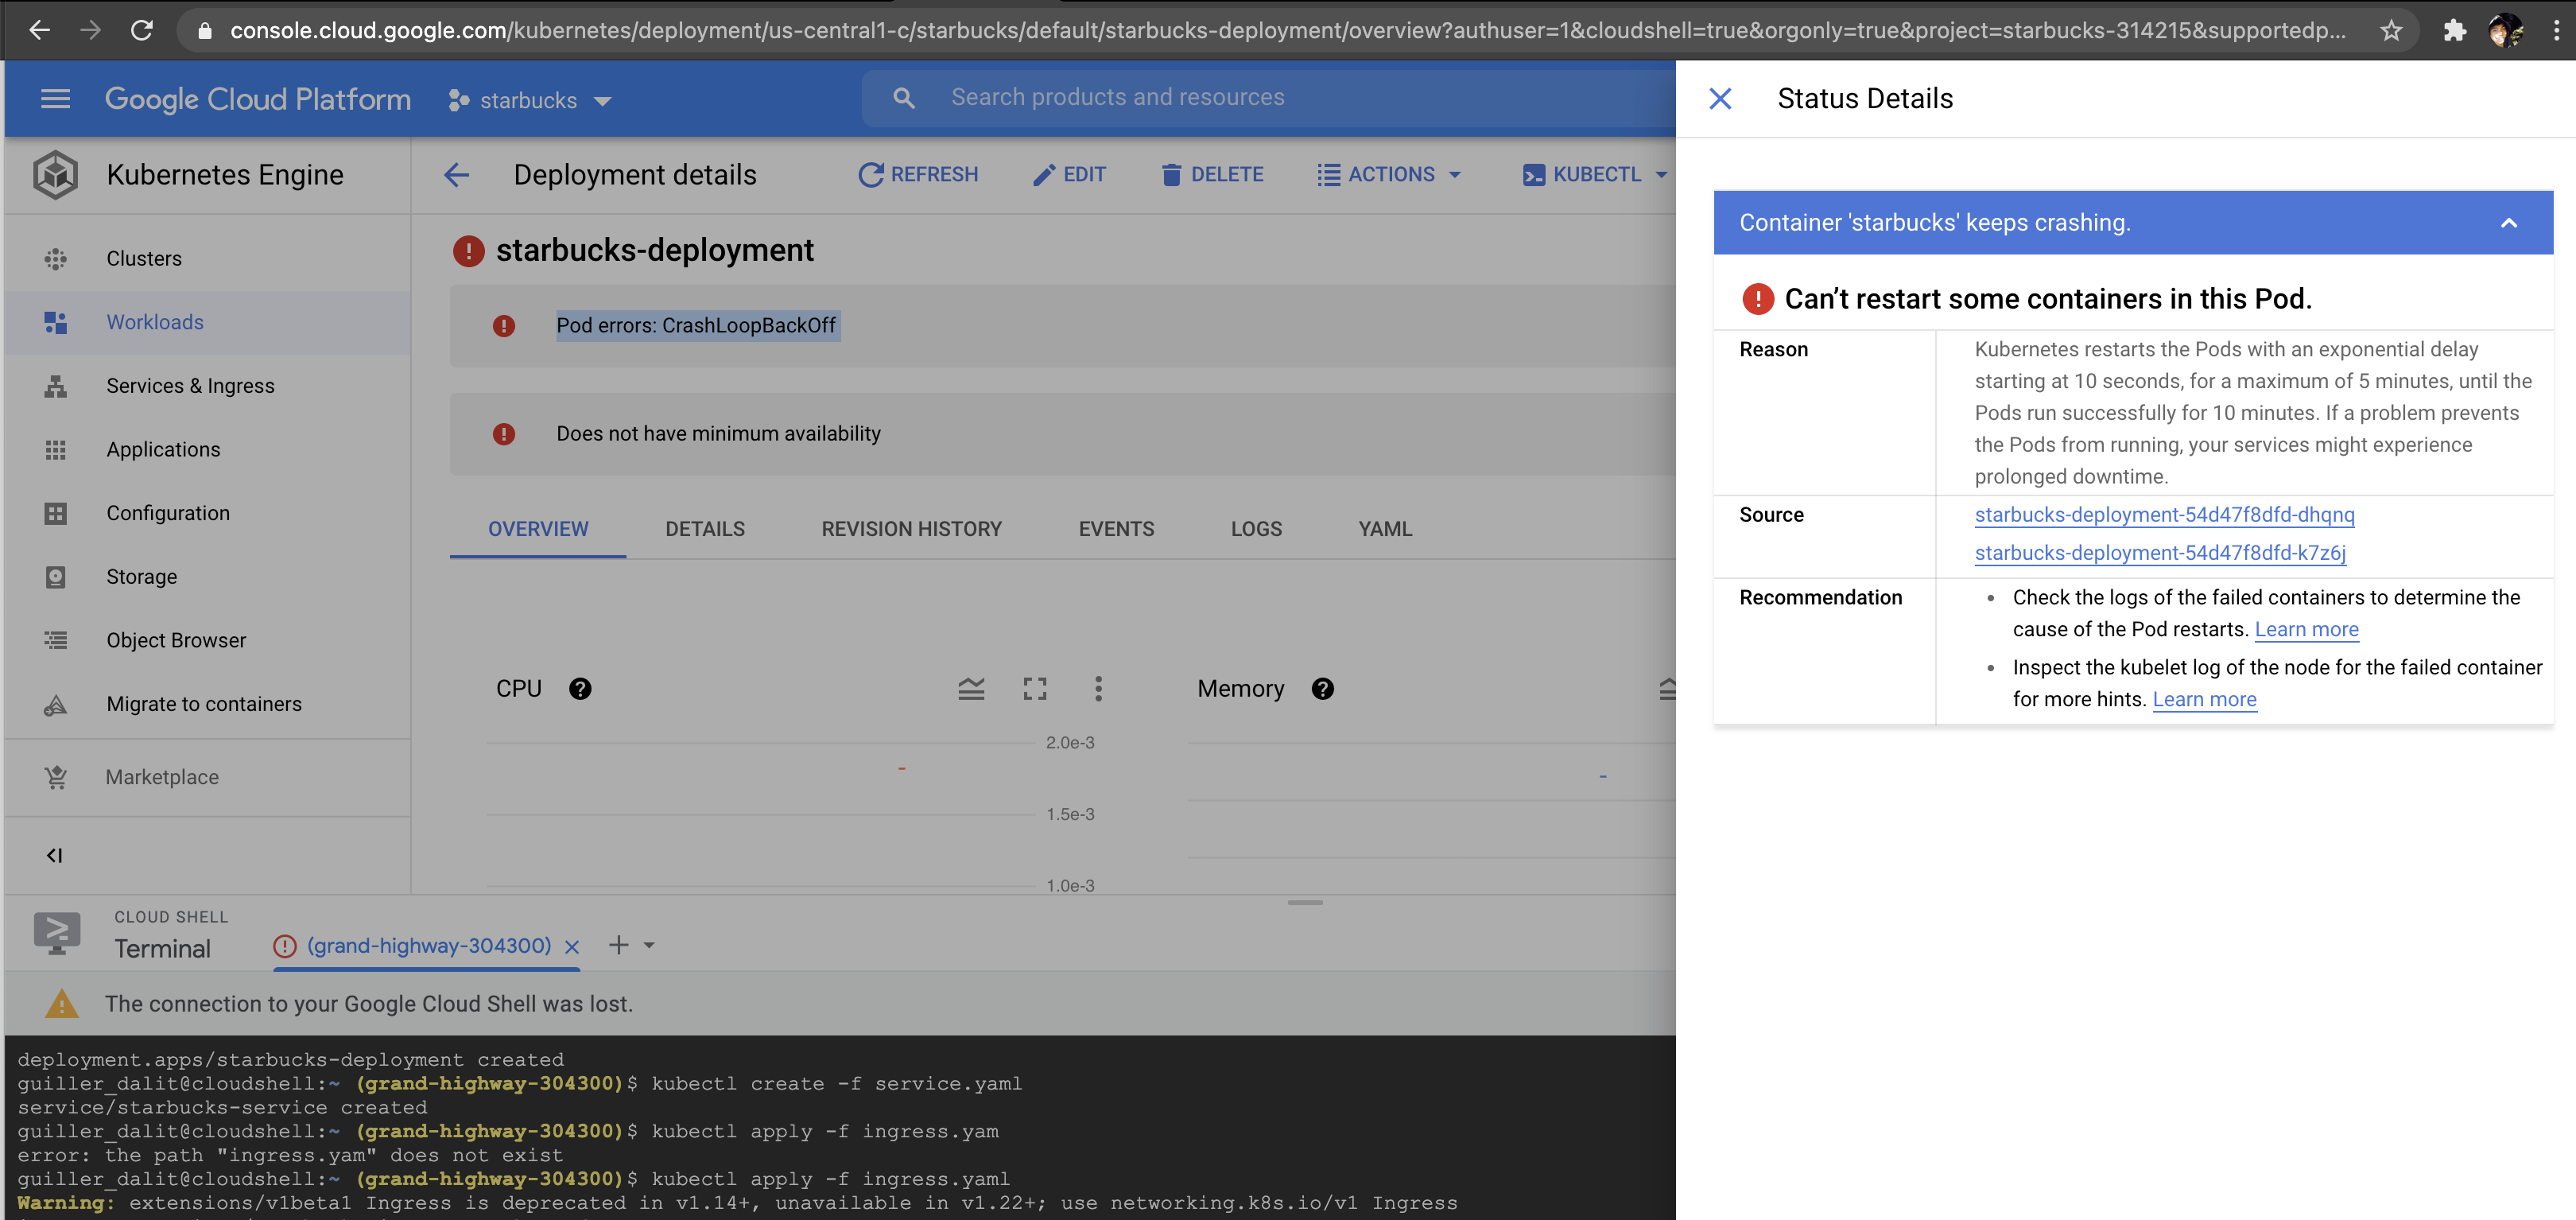 console.cloud.google.com/kubernetes/deployment/us-central1-c/starbucks/default/starbucks-deployment/overview?authuser=1&cloudshell=true&orgonly=true&project=starbucks-314215&supportedp...
Google Cloud Platform
starbucks
Search products and resources
Kubernetes Engine
Clusters
Workloads
Services & Ingress
Applications
Configuration
Storage
Object Browser
Migrate to containers
Marketplace
Deployment details
REFRESH
EDIT
DELETE
ACTIONS
KUBECTL
starbucks-deployment
Pod errors: CrashLoopBackOff
Does not have minimum availability
OVERVIEW
DETAILS
REVISION HISTORY
EVENTS
LOGS
YAML
CPU
2.0e-3
1.5e-3
1.0e-3
Memory
Status Details
Container 'starbucks' keeps crashing.
Can’t restart some containers in this Pod.
Reason
Kubernetes restarts the Pods with an exponential delay
starting at 10 seconds, for a maximum of 5 minutes, until the
Pods run successfully for 10 minutes. If a problem prevents
the Pods from running, your services might experience
prolonged downtime.
Source
starbucks-deployment-54d47f8dfd-dhqnq
starbucks-deployment-54d47f8dfd-k7z6j
Recommendation
Check the logs of the failed containers to determine the
cause of the Pod restarts. Learn more
Inspect the kubelet log of the node for the failed container
for more hints. Learn more
CLOUD SHELL
Terminal
(grand-highway-304300)
The connection to your Google Cloud Shell was lost.
deployment.apps/starbucks-deployment created
guiller_dalit@cloudshell:~ (grand-highway-304300)$ kubectl create -f service.yaml
service/starbucks-service created
guiller_dalit@cloudshell:~ (grand-highway-304300)$ kubectl apply -f ingress.yam
error: the path "ingress.yam" does not exist
guiller_dalit@cloudshell:~ (grand-highway-304300)$ kubectl apply -f ingress.yaml
Warning: extensions/v1beta1 Ingress is deprecated in v1.14+, unavailable in v1.22+; use networking.k8s.io/v1 Ingress